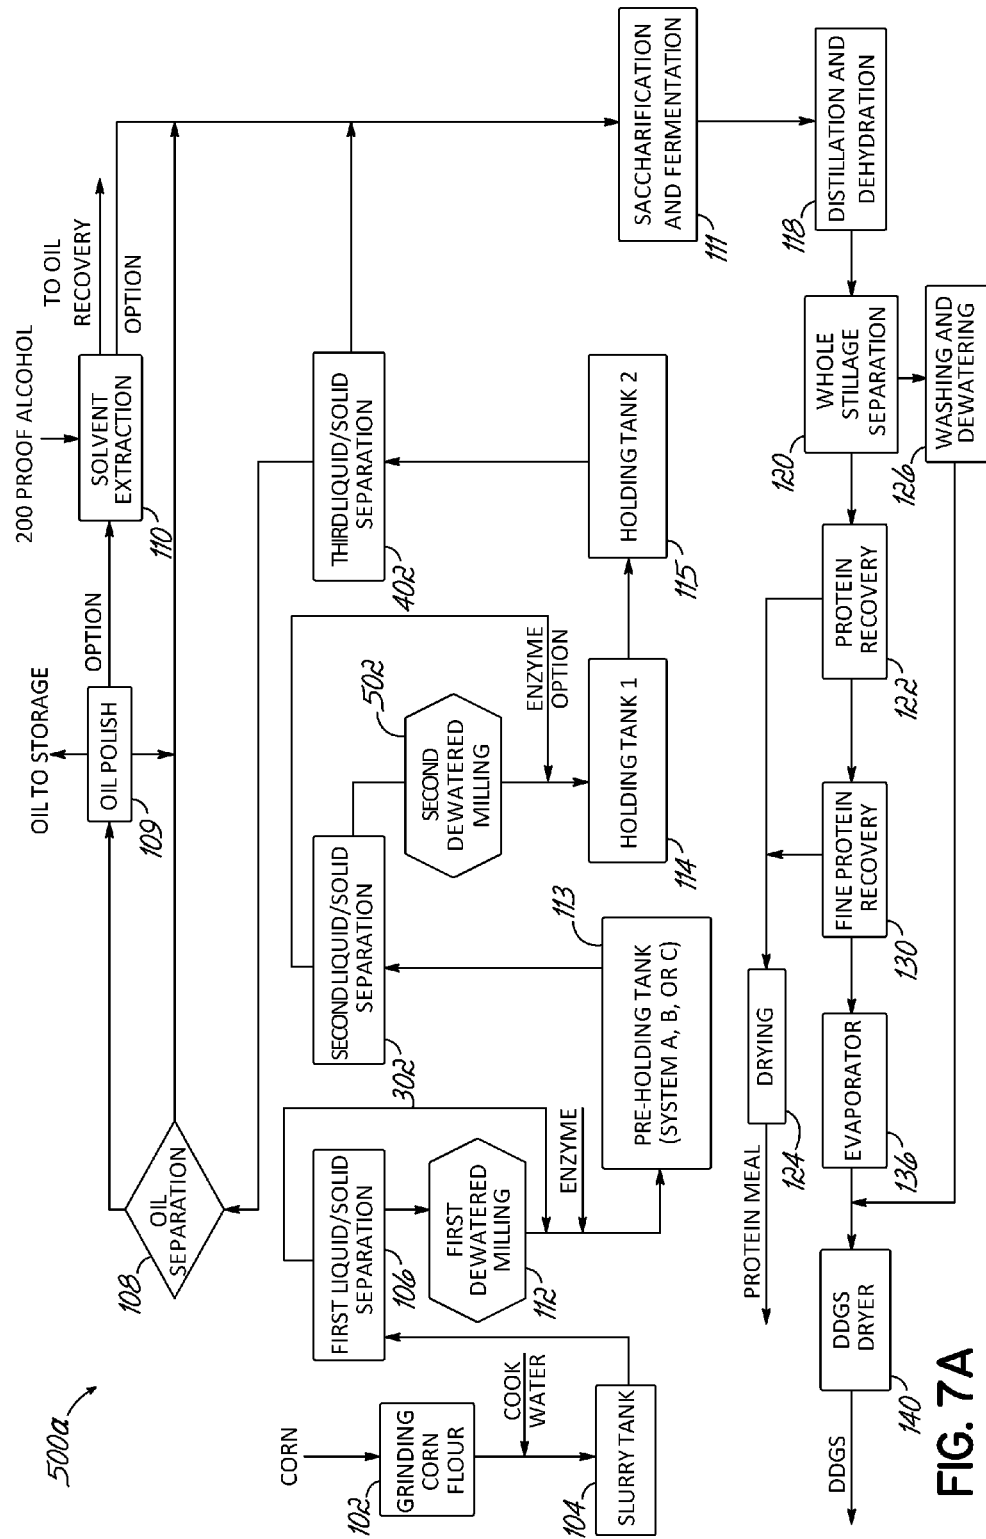 500a
CORN
GRINDING
CORN
FLOUR
102
COOK
WATER
SLURRY TANK
104
FIRST LIQUID/SOLID
SEPARATION
106
FIRST
DEWATERED
MILLING
112
ENZYME
PRE-HOLDING TANK
(SYSTEM A, B, OR C)
113
SECOND LIQUID/SOLID
SEPARATION
302
SECOND
DEWATERED
MILLING
502
ENZYME
OPTION
HOLDING TANK 1
114
HOLDING TANK 2
115
THIRD LIQUID/SOLID
SEPARATION
402
OIL
SEPARATION
108
OIL TO STORAGE
OIL POLISH
109
OPTION
200 PROOF ALCOHOL
SOLVENT
EXTRACTION
110
TO OIL
RECOVERY
OPTION
SACCHARIFICATION
AND FERMENTATION
111
DISTILLATION AND
DEHYDRATION
118
WHOLE
STILLAGE
SEPARATION
120
WASHING AND
DEWATERING
126
PROTEIN
RECOVERY
122
FINE PROTEIN
RECOVERY
130
DRYING
124
PROTEIN MEAL
EVAPORATOR
136
DDGS
DRYER
140
DDGS
FIG. 7A